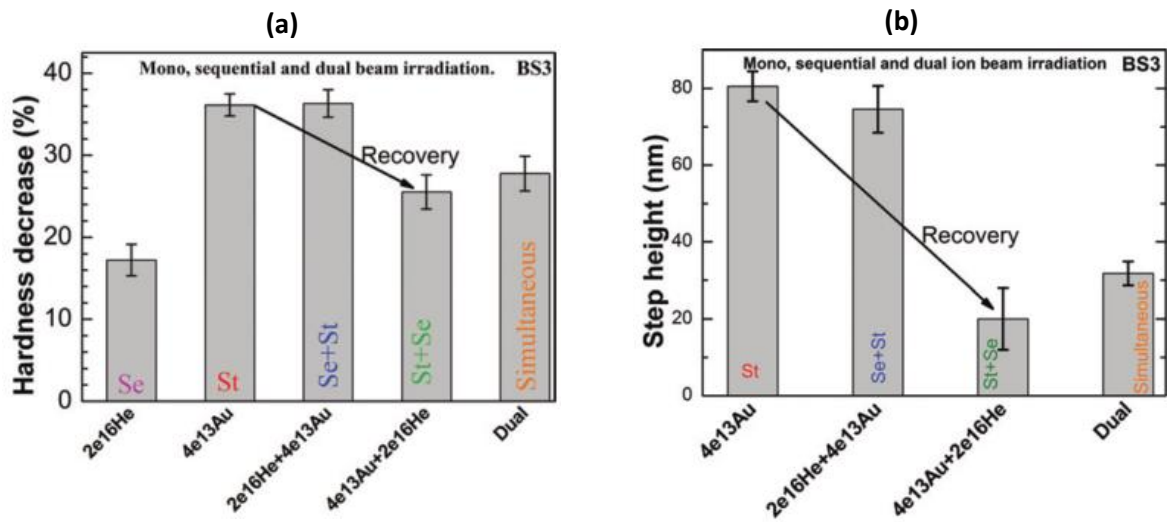 (a)
Mono, sequential and dual beam irradiation. BS3
Hardness decrease (%)
40
30
20
10
0
Recovery
Se
St
Se+St
St+Se
Simultaneous
2e16He
4e13Au
2e16He+4e13Au
4e13Au+2e16He
Dual
(b)
Mono, sequential and dual ion beam irradiation BS3
Step height (nm)
80
60
40
20
0
Recovery
St
Se+St
St+Se
Simultaneous
4e13Au
2e16He+4e13Au
4e13Au+2e16He
Dual